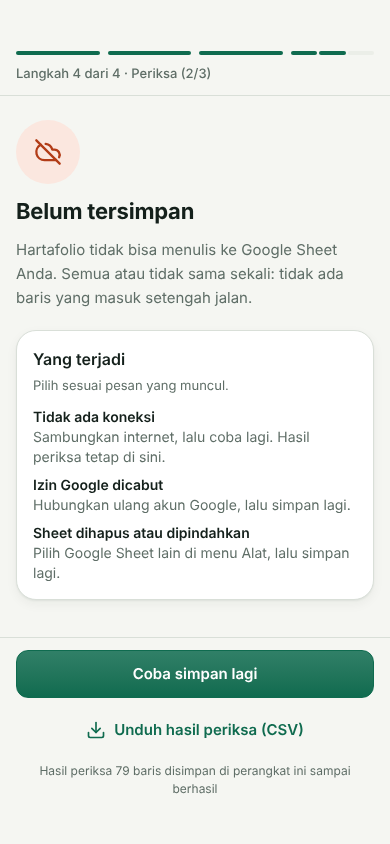 Langkah 4 dari 4 · Periksa (2/3)
Belum tersimpan
Hartafolio tidak bisa menulis ke Google Sheet
Anda. Semua atau tidak sama sekali: tidak ada
baris yang masuk setengah jalan.
Yang terjadi
Pilih sesuai pesan yang muncul.
Tidak ada koneksi
Sambungkan internet, lalu coba lagi. Hasil
periksa tetap di sini.
Izin Google dicabut
Hubungkan ulang akun Google, lalu simpan lagi.
Sheet dihapus atau dipindahkan
Pilih Google Sheet lain di menu Alat, lalu simpan
lagi.
Coba simpan lagi
Unduh hasil periksa (CSV)
Hasil periksa 79 baris disimpan di perangkat ini sampai
berhasil